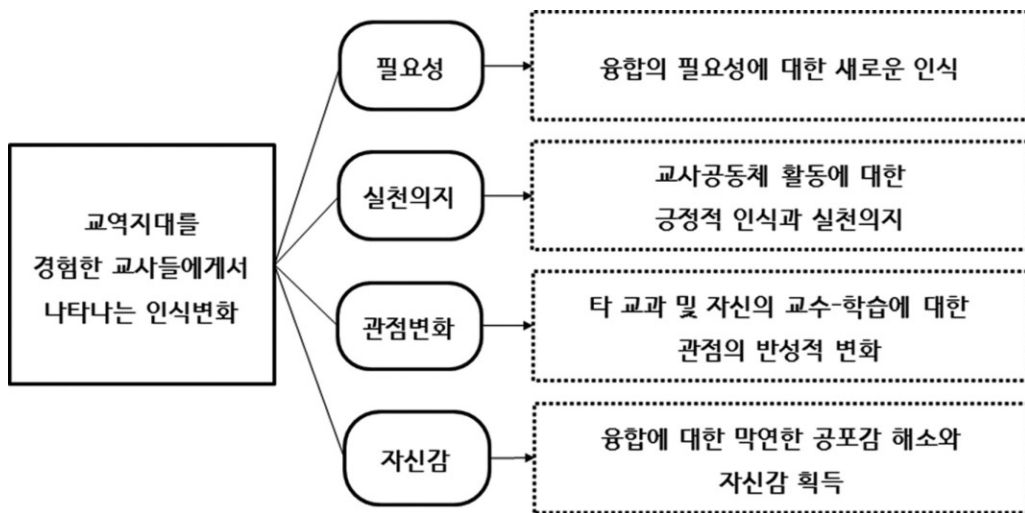 교역지대를
경험한 교사들에게서
나타나는 인식변화
필요성
융합의 필요성에 대한 새로운 인식
실천의지
교사공동체 활동에 대한
긍정적 인식과 실천의지
관점변화
타 교과 및 자신의 교수-학습에 대한
관점의 반성적 변화
자신감
융합에 대한 막연한 공포감 해소와
자신감 획득